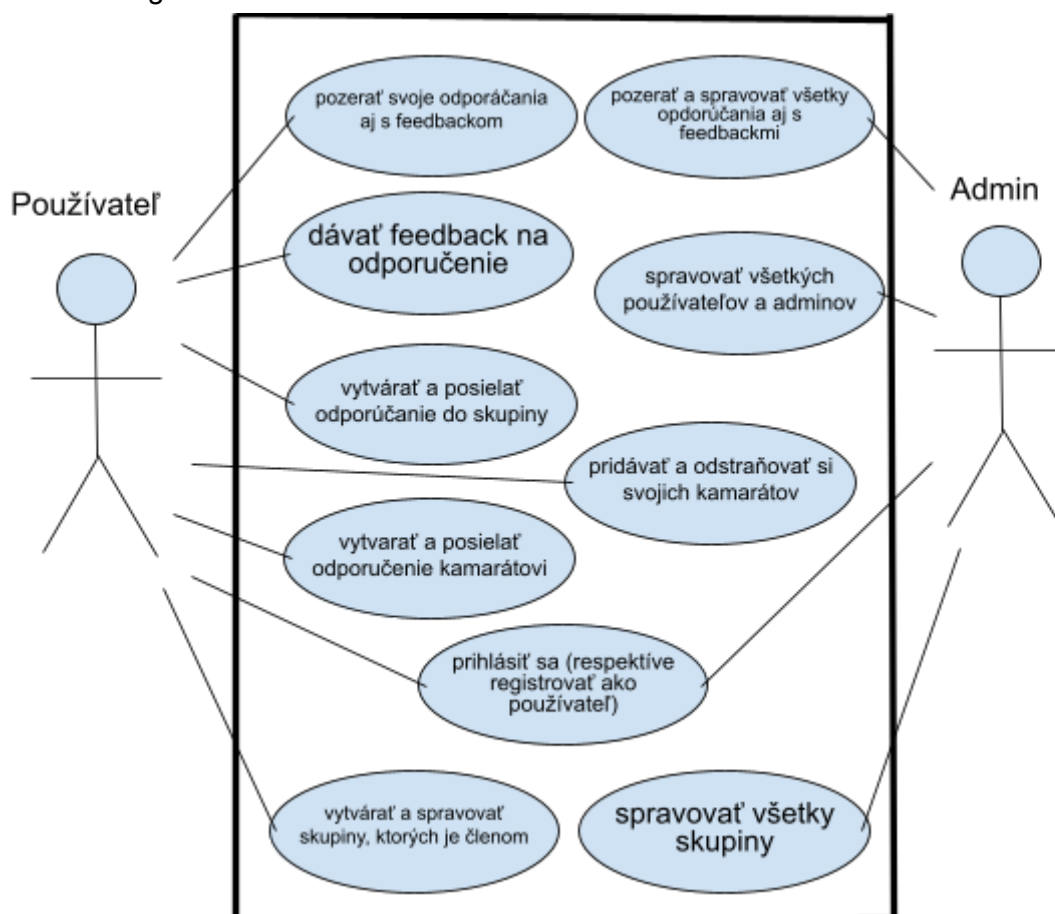 pozerať svoje odporáčania
aj s feedbackom
pozerať a spravovať všetky
opdorúčania aj s
feedbackmi
Používateľ
Admin
dávať feedback na
odporučenie
spravovať všetkých
používateľov a adminov
vytvárať a posielať
odporúčanie do skupiny
pridávať a odstraňovať si
svojich kamarátov
vytvarať a posielať
odporučenie kamarátovi
prihlásiť sa (respektíve
registrovať ako
používateľ)
vytvárať a spravovať
skupiny, ktorých je členom
spravovať všetky
skupiny